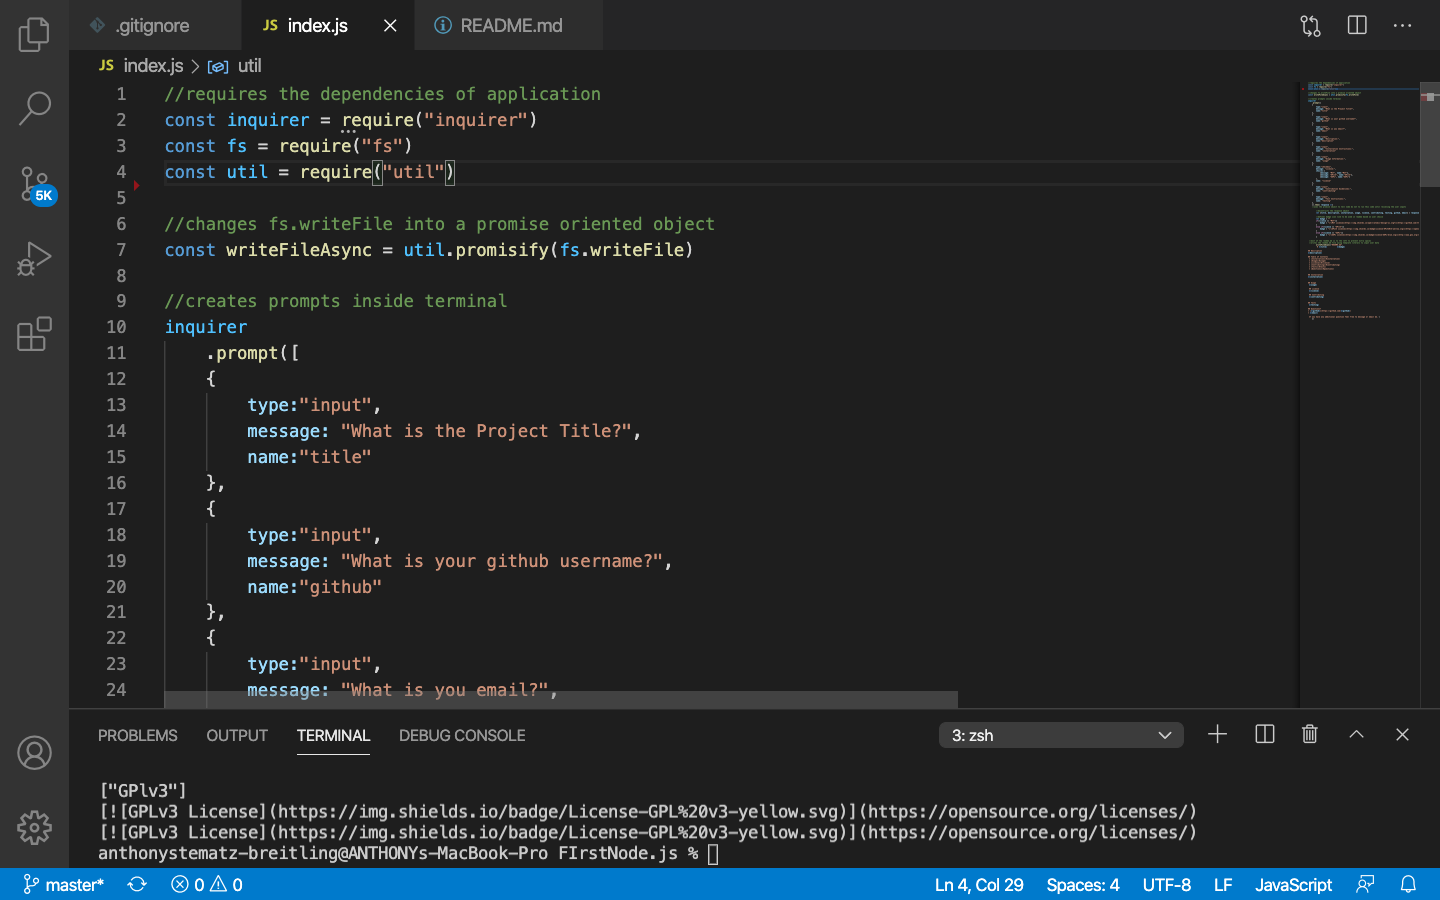 .gitignore
JS index.js
README.md
JS index.js > util
1 //requires the dependencies of application
2 const inquirer = require("inquirer")
3 const fs = require("fs")
4 const util = require("util")
5
6 //changes fs.writeFile into a promise oriented object
7 const writeFileAsync = util.promisify(fs.writeFile)
8
9 //creates prompts inside terminal
10 inquirer
11 .prompt([
12 {
13 type:"input",
14 message: "What is the Project Title?",
15 name:"title"
16 },
17 {
18 type:"input",
19 message: "What is your github username?",
20 name:"github"
21 },
22 {
23 type:"input",
24 message: "What is you email?",
5K
PROBLEMS OUTPUT TERMINAL DEBUG CONSOLE 3: zsh
["GPlv3"]
[![GPLv3 License](https://img.shields.io/badge/License-GPL%20v3-yellow.svg)](https://opensource.org/licenses/)
[![GPLv3 License](https://img.shields.io/badge/License-GPL%20v3-yellow.svg)](https://opensource.org/licenses/)
anthonystematz-breitling@ANTHONYs-MacBook-Pro FIrstNode.js %
master* 0 0 Ln 4, Col 29 Spaces: 4 UTF-8 LF JavaScript